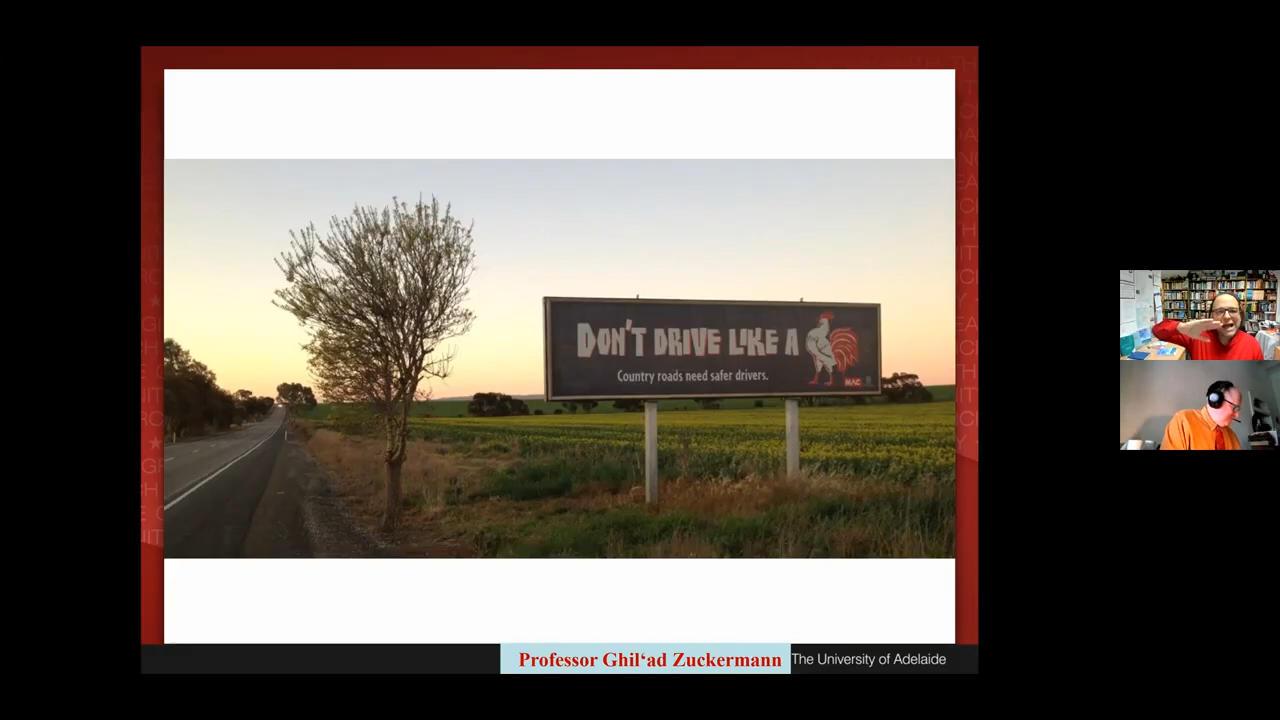 DON'T DRIVE LIKE A
Country roads need safer drivers.
MAC
Professor Ghil‘ad Zuckermann
The University of Adelaide